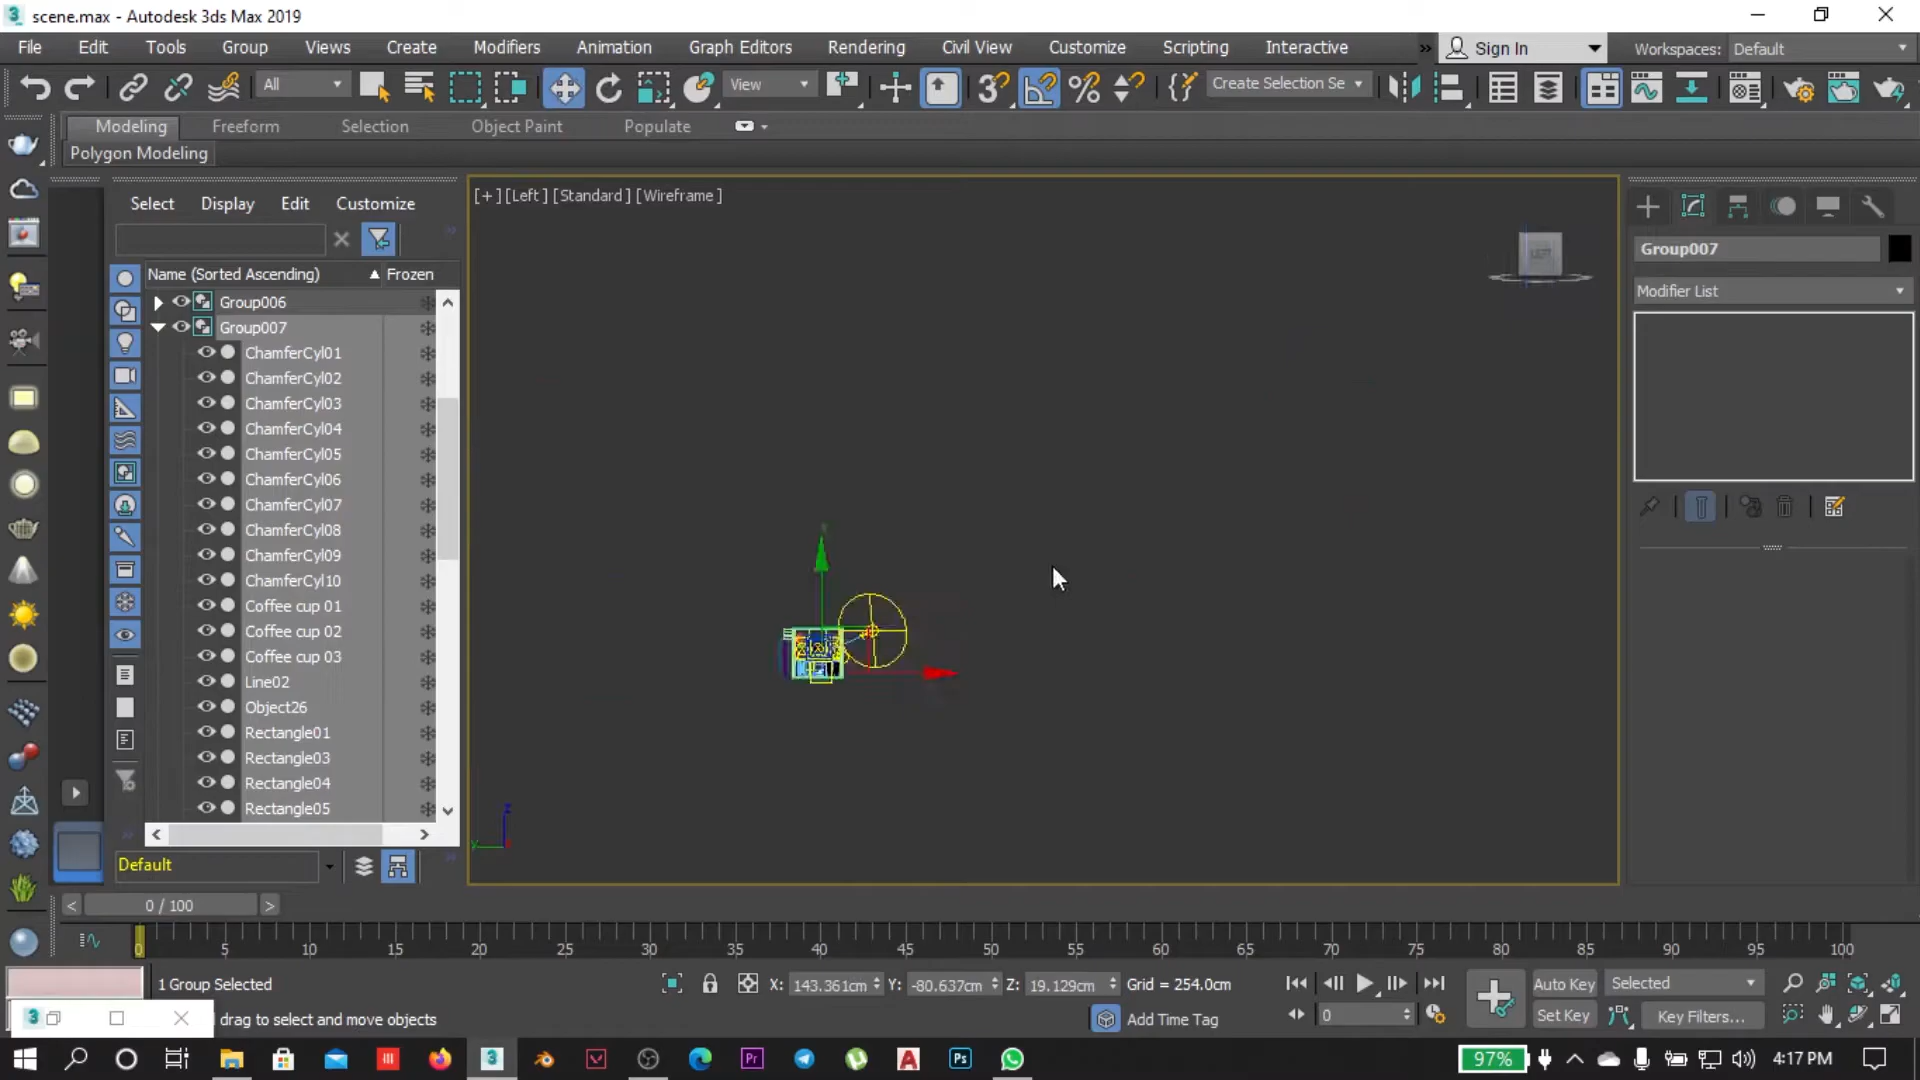 scene.max - Autodesk 3ds Max 2019
File Edit Tools Group Views Create Modifiers Animation Graph Editors Rendering Civil View Customize Scripting Interactive » Sign In Workspaces: Default
All View Create Selection Se
Modeling Freeform Selection Object Paint Populate
Polygon Modeling
Select Display Edit Customize
[+] [Left] [Standard] [Wireframe]
LEFT
Group007
Name (Sorted Ascending) Frozen
Modifier List
Group006
Group007
ChamferCyl01
ChamferCyl02
ChamferCyl03
ChamferCyl04
ChamferCyl05
ChamferCyl06
ChamferCyl07
ChamferCyl08
ChamferCyl09
ChamferCyl10
Coffee cup 01
Coffee cup 02
Coffee cup 03
Line02
Object26
Rectangle01
Rectangle03
Rectangle04
Rectangle05
z
Default
0 / 100
0 5 10 15 20 25 30 35 40 45 50 55 60 65 70 75 80 85 90 95 100
1 Group Selected X: 143.361cm Y: -80.637cm Z: 19.129cm Grid = 254.0cm Auto Key Selected
drag to select and move objects Add Time Tag 0 Set Key Key Filters...
97% 4:17 PM